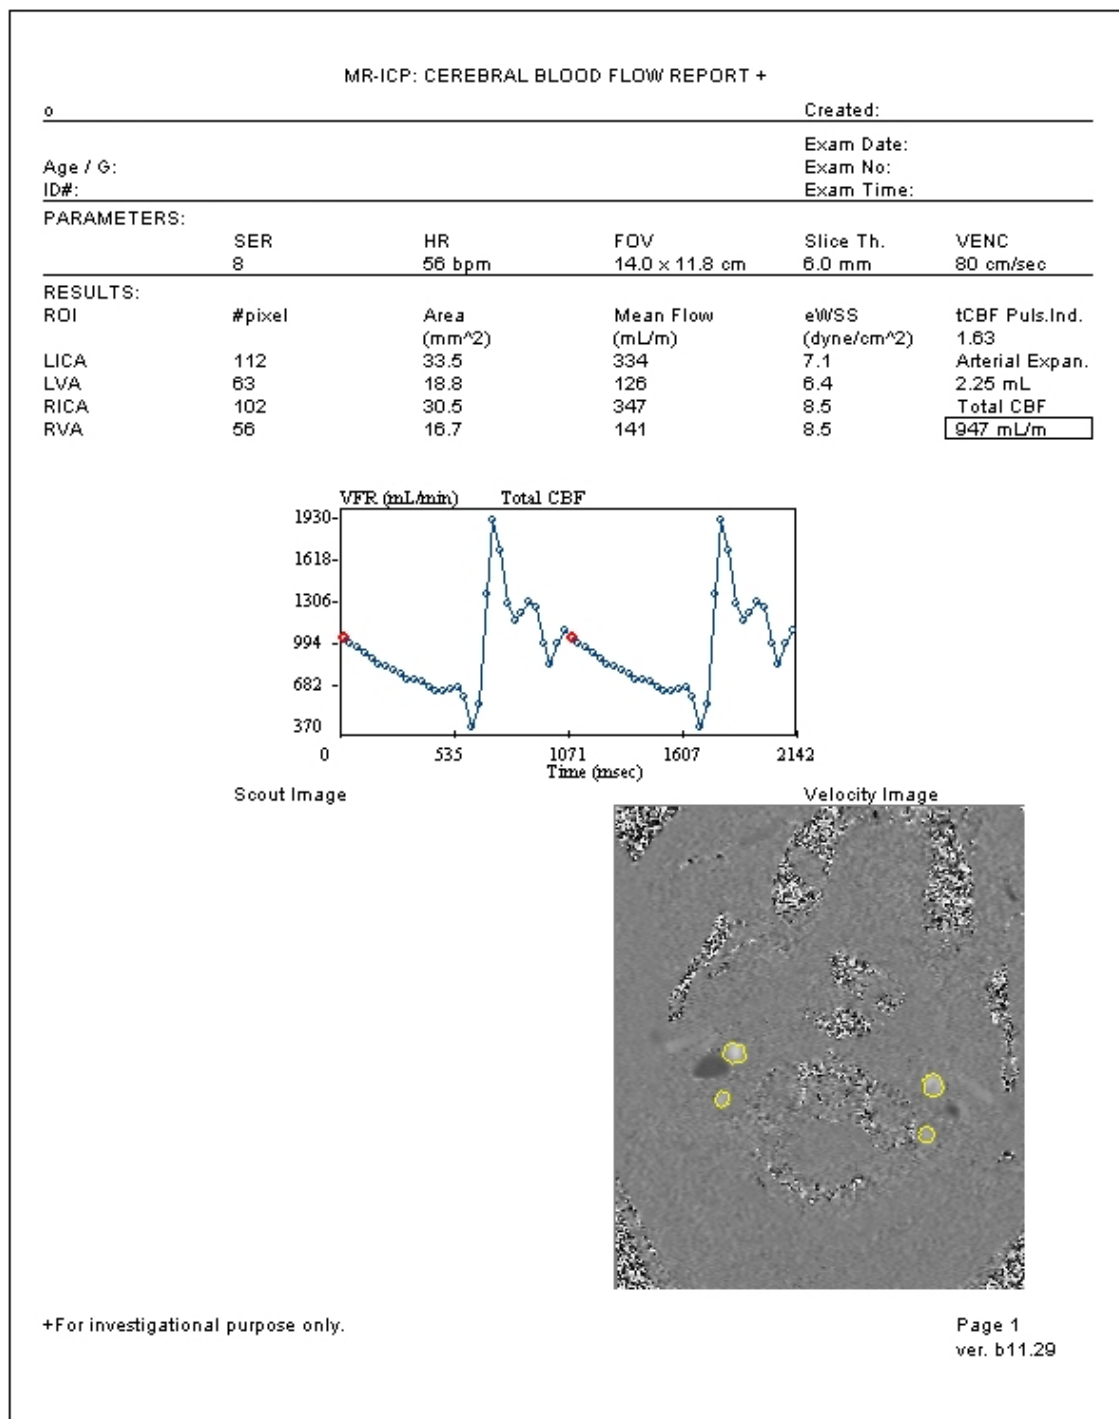 MR-ICP: CEREBRAL BLOOD FLOW REPORT +
o Created:
Exam Date:
Age / G: Exam No:
ID#: Exam Time:
PARAMETERS:
SER HR FOV Slice Th. VENC
8 56 bpm 14.0 x 11.8 cm 6.0 mm 80 cm/sec
RESULTS:
ROI #pixel Area Mean Flow eWSS tCBF Puls.Ind.
(mm^2) (mL/m) (dyne/cm^2) 1.63
LICA 112 33.5 334 7.1 Arterial Expan.
LVA 63 18.8 126 6.4 2.25 mL
RICA 102 30.5 347 8.5 Total CBF
RVA 56 16.7 141 8.5 947 mL/m
VFR (mL/min) Total CBF
1930
1618
1306
994
682
370
0 535 1071 1607 2142
Time (msec)
Scout Image Velocity Image
+For investigational purpose only. Page 1
ver. b11.29